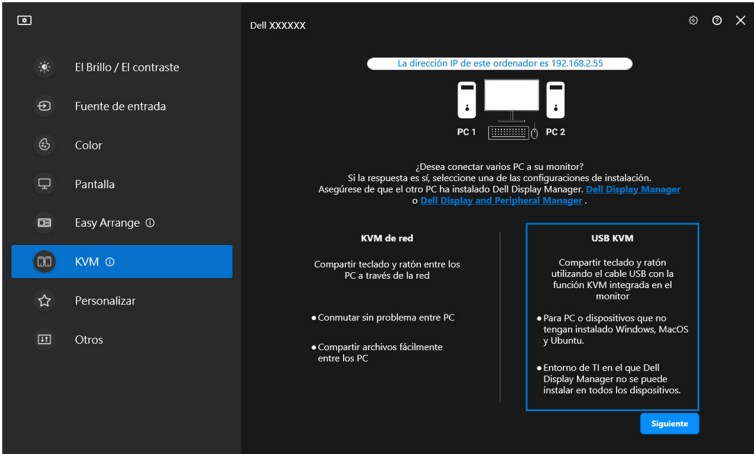 Dell XXXXXX
El Brillo / El contraste
Fuente de entrada
Color
Pantalla
Easy Arrange
KVM
Personalizar
Otros
La dirección IP de este ordenador es 192.168.2.55
PC 1
PC 2
¿Desea conectar varios PC a su monitor?
Si la respuesta es sí, seleccione una de las configuraciones de instalación.
Asegúrese de que el otro PC ha instalado Dell Display Manager. Dell Display Manager
o Dell Display and Peripheral Manager .
KVM de red
Compartir teclado y ratón entre los
PC a través de la red
● Conmutar sin problema entre PC
● Compartir archivos fácilmente
entre los PC
USB KVM
Compartir teclado y ratón
utilizando el cable USB con la
función KVM integrada en el
monitor
● Para PC o dispositivos que no
tengan instalado Windows, MacOS
y Ubuntu.
● Entorno de TI en el que Dell
Display Manager no se puede
instalar en todos los dispositivos.
Siguiente